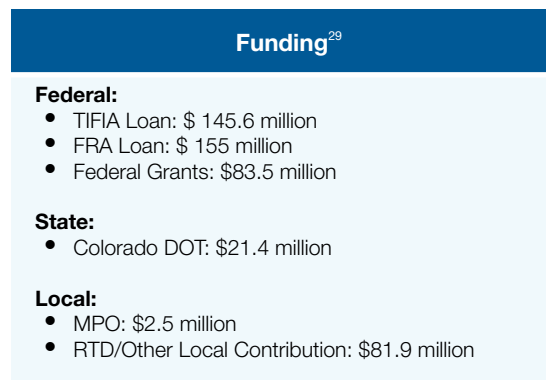 Funding29
Federal:
• TIFIA Loan: $ 145.6 million
• FRA Loan: $ 155 million
• Federal Grants: $83.5 million
State:
• Colorado DOT: $21.4 million
Local:
• MPO: $2.5 million
• RTD/Other Local Contribution: $81.9 million